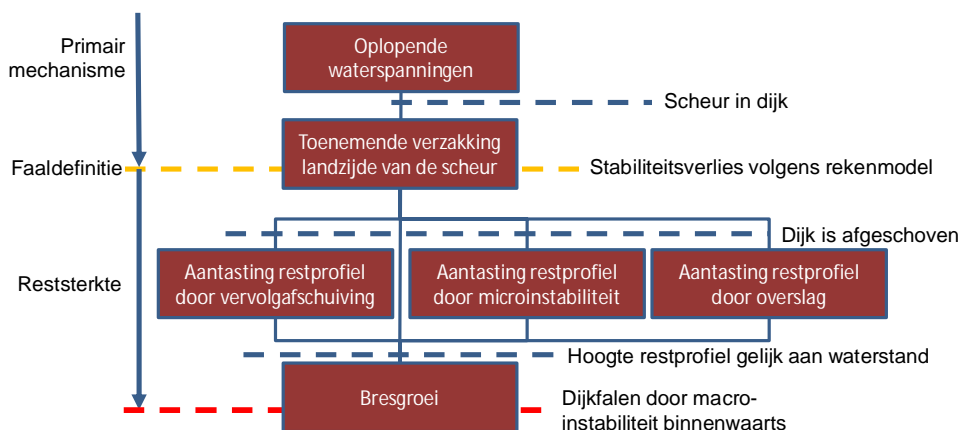 Primair
mechanisme
Oplopende
waterspanningen
Scheur in dijk
Toenemende verzakking
landzijde van de scheur
Faaldefinitie
Stabiliteitsverlies volgens rekenmodel
Dijk is afgeschoven
Reststerkte
Aantasting restprofiel
door vervolgafschuiving
Aantasting restprofiel
door microinstabiliteit
Aantasting restprofiel
door overslag
Hoogte restprofiel gelijk aan waterstand
Bresgroei
Dijkfalen door macro-
instabiliteit binnenwaarts